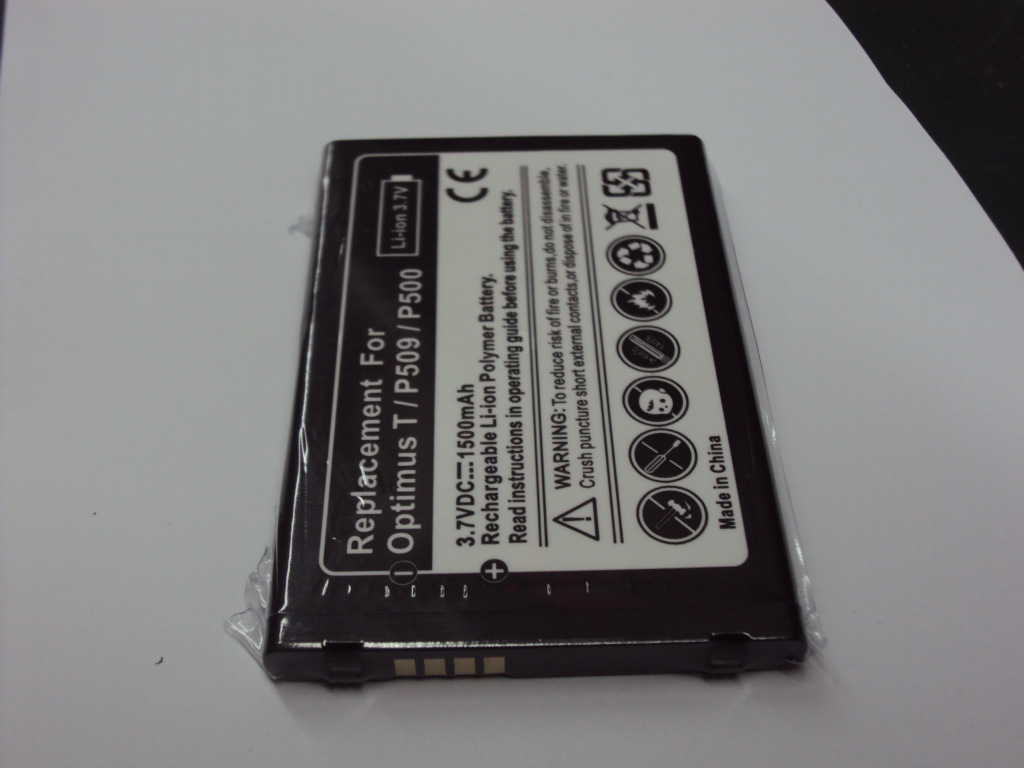 Replacement For
Optimus T / P509 / P500
Li-ion 3.7V
3.7VDC 1500mAh
Rechargeable Li-ion Polymer Battery.
Read instructions in operating guide before using the battery.
CE
WARNING: To reduce risk of fire or burns,do not disassemble,
Crush puncture short external contacts,or dispose of in fire or water.
Made in China